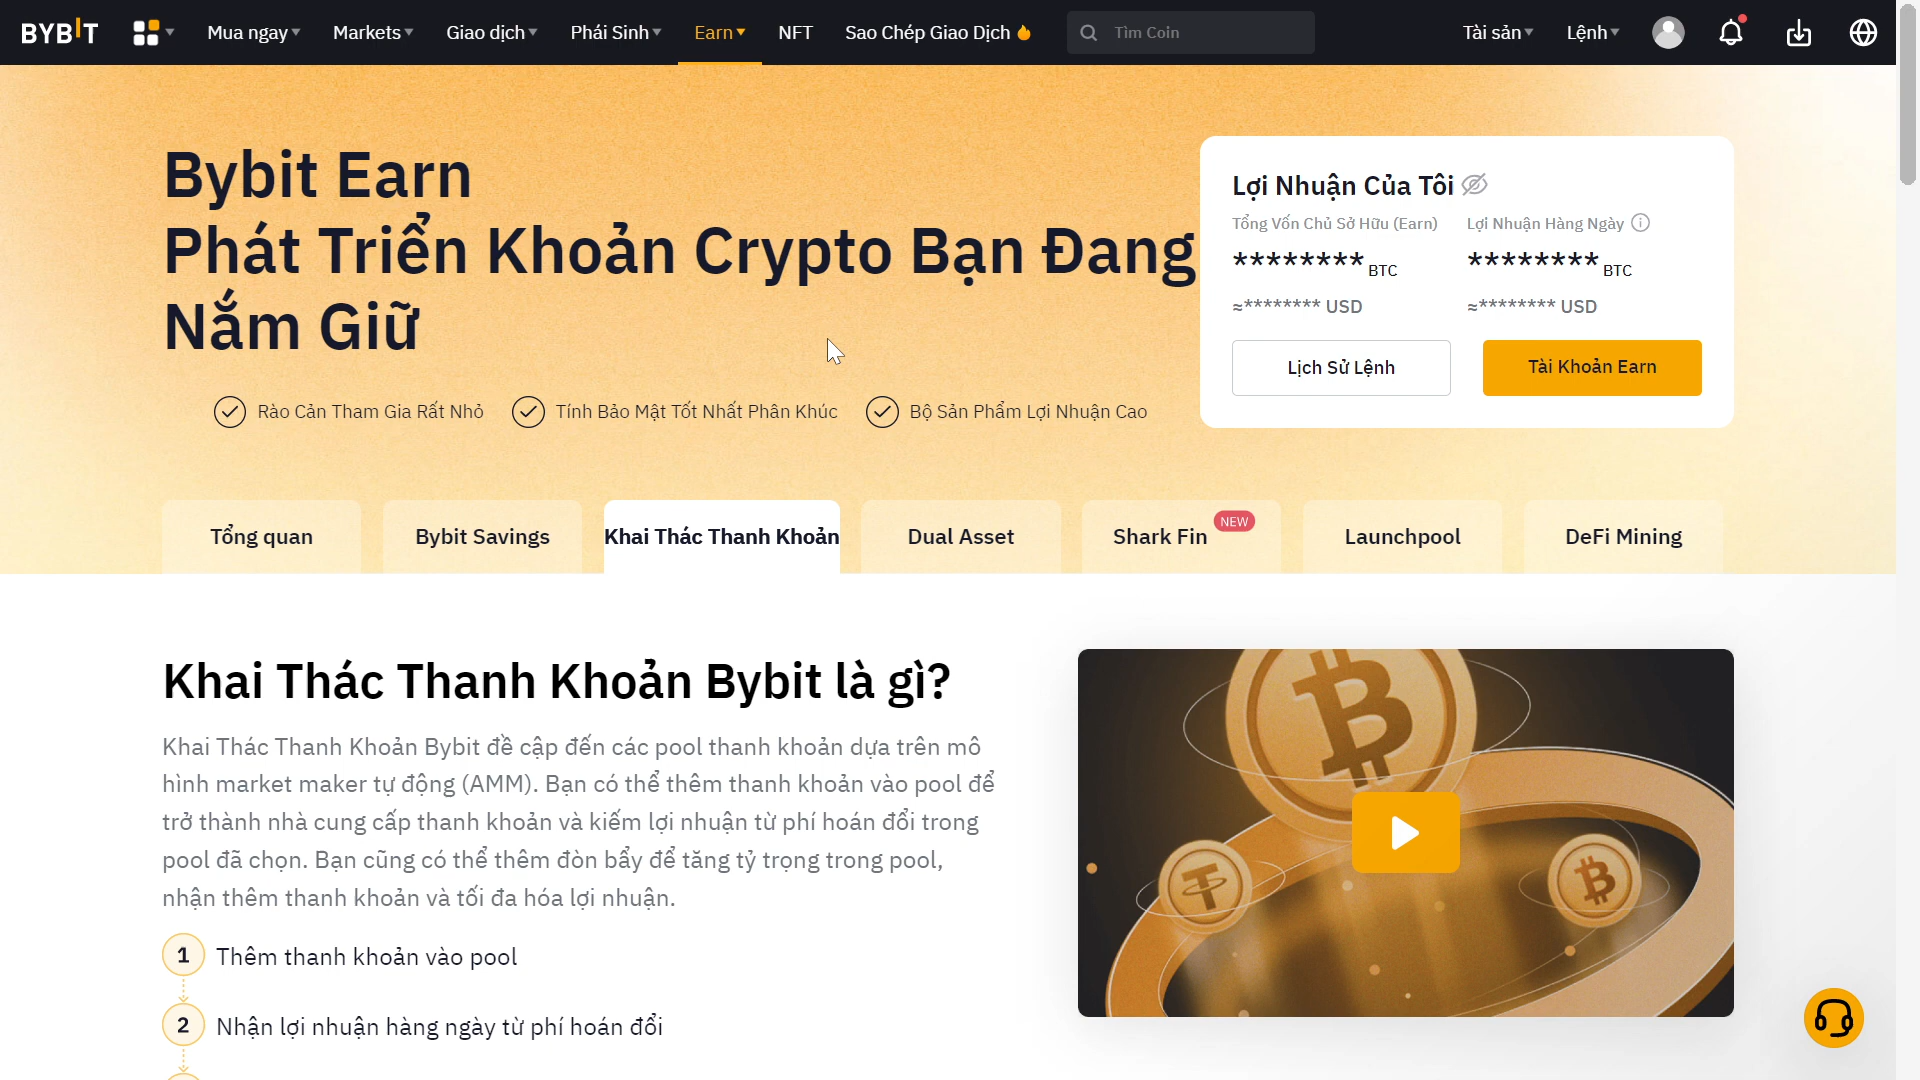 BYBIT
Mua ngay
Markets
Giao dịch
Phái Sinh
Earn
NFT
Sao Chép Giao Dịch
Tìm Coin
Tài sản
Lệnh
Bybit Earn
Phát Triển Khoản Crypto Bạn Đang
Nắm Giữ
Rào Cản Tham Gia Rất Nhỏ
Tính Bảo Mật Tốt Nhất Phân Khúc
Bộ Sản Phẩm Lợi Nhuận Cao
Lợi Nhuận Của Tôi
Tổng Vốn Chủ Sở Hữu (Earn)
Lợi Nhuận Hàng Ngày
******** BTC
******** BTC
≈******** USD
≈******** USD
Lịch Sử Lệnh
Tài Khoản Earn
Tổng quan
Bybit Savings
Khai Thác Thanh Khoản
Dual Asset
Shark Fin
NEW
Launchpool
DeFi Mining
Khai Thác Thanh Khoản Bybit là gì?
Khai Thác Thanh Khoản Bybit đề cập đến các pool thanh khoản dựa trên mô
hình market maker tự động (AMM). Bạn có thể thêm thanh khoản vào pool để
trở thành nhà cung cấp thanh khoản và kiếm lợi nhuận từ phí hoán đổi trong
pool đã chọn. Bạn cũng có thể thêm đòn bẩy để tăng tỷ trọng trong pool,
nhận thêm thanh khoản và tối đa hóa lợi nhuận.
1 Thêm thanh khoản vào pool
2 Nhận lợi nhuận hàng ngày từ phí hoán đổi